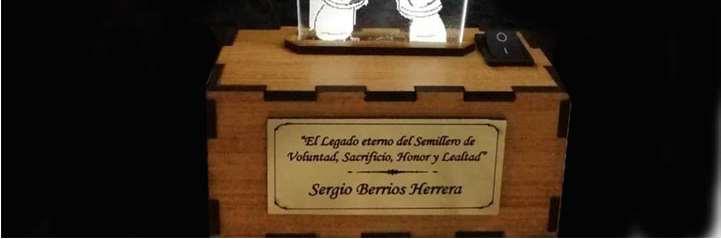 "El Legado eterno del Semillero de
Voluntad, Sacrificio, Honor y Lealtad"
Sergio Berrios Herrera